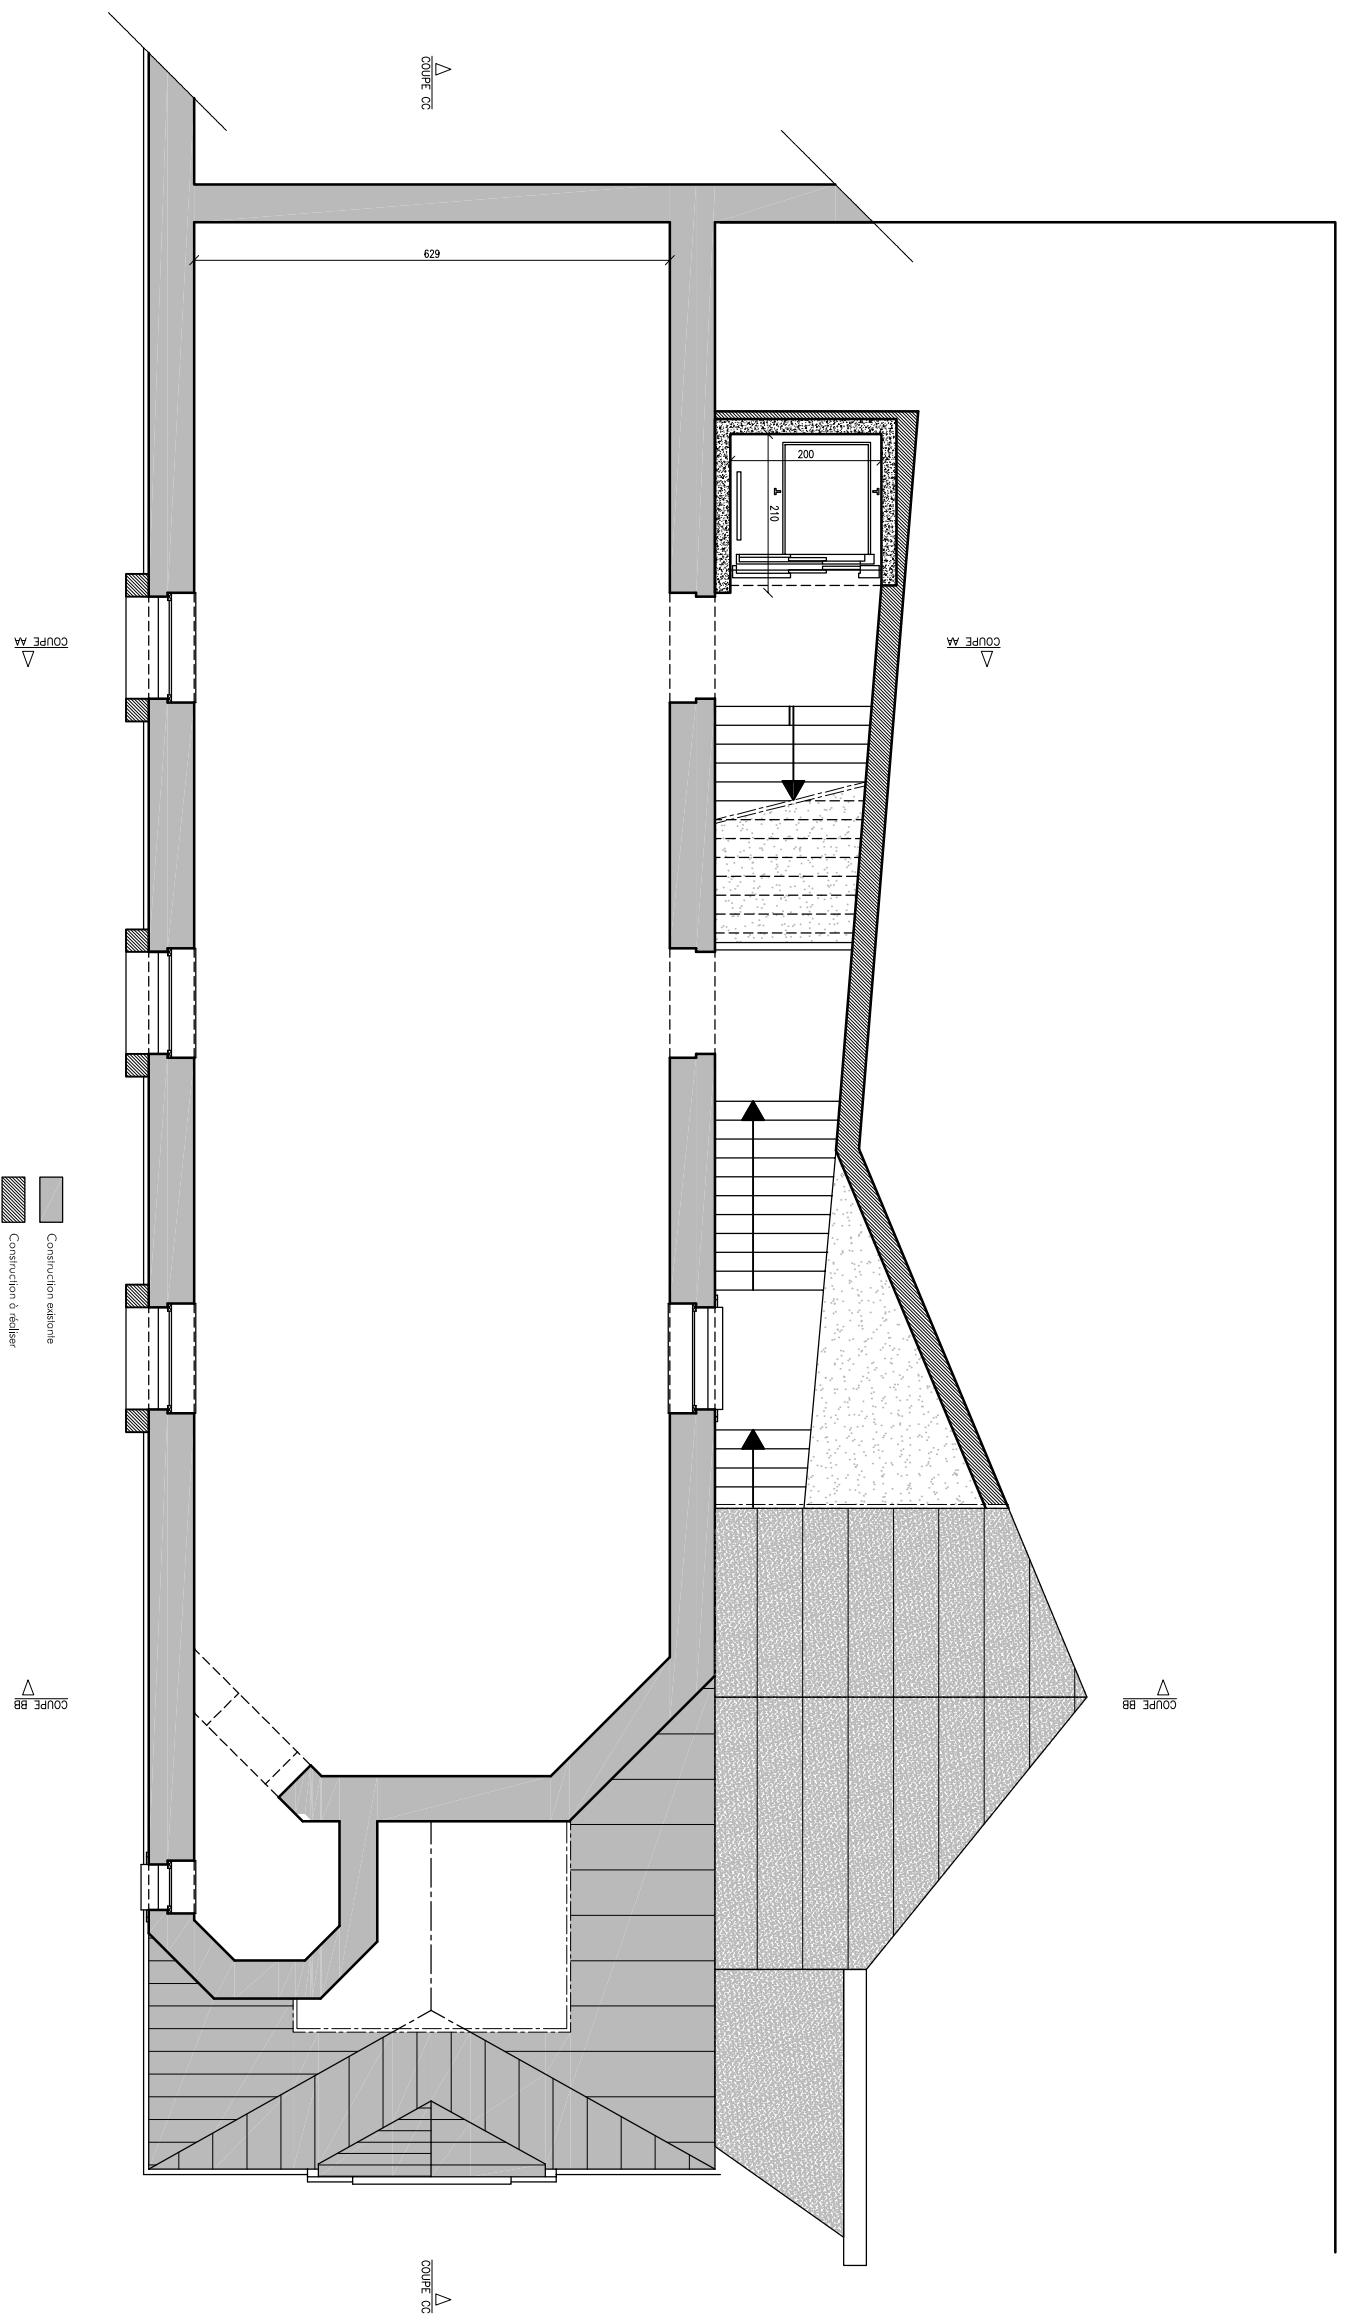 COUPE CC
629
200
210
COUPE AA
COUPE AA
Construction existante
Construction à réaliser
COUPE BB
COUPE BB
COUPE CC